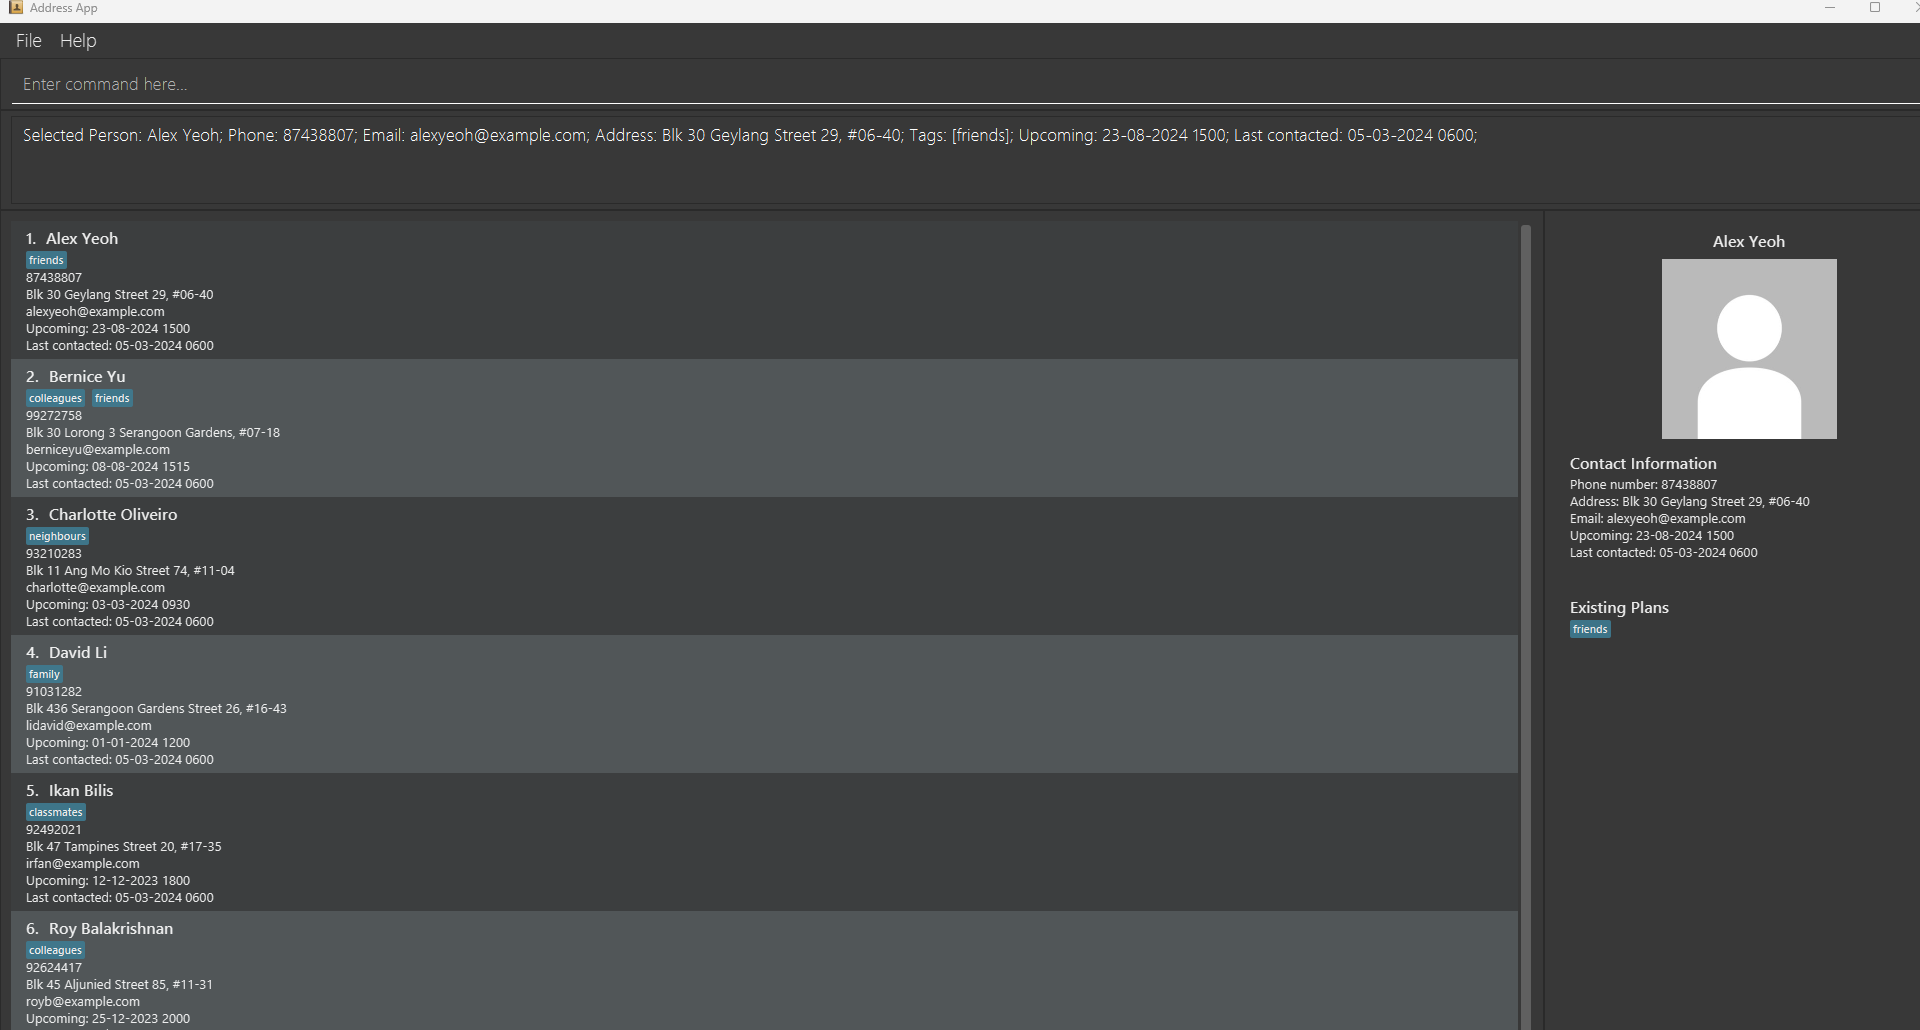 Address App
File Help
Enter command here...
Selected Person: Alex Yeoh; Phone: 87438807; Email: alexyeoh@example.com; Address: Blk 30 Geylang Street 29, #06-40; Tags: [friends]; Upcoming: 23-08-2024 1500; Last contacted: 05-03-2024 0600;
1. Alex Yeoh
friends
87438807
Blk 30 Geylang Street 29, #06-40
alexyeoh@example.com
Upcoming: 23-08-2024 1500
Last contacted: 05-03-2024 0600
2. Bernice Yu
colleagues friends
99272758
Blk 30 Lorong 3 Serangoon Gardens, #07-18
berniceyu@example.com
Upcoming: 08-08-2024 1515
Last contacted: 05-03-2024 0600
3. Charlotte Oliveiro
neighbours
93210283
Blk 11 Ang Mo Kio Street 74, #11-04
charlotte@example.com
Upcoming: 03-03-2024 0930
Last contacted: 05-03-2024 0600
4. David Li
family
91031282
Blk 436 Serangoon Gardens Street 26, #16-43
lidavid@example.com
Upcoming: 01-01-2024 1200
Last contacted: 05-03-2024 0600
5. Ikan Bilis
classmates
92492021
Blk 47 Tampines Street 20, #17-35
irfan@example.com
Upcoming: 12-12-2023 1800
Last contacted: 05-03-2024 0600
6. Roy Balakrishnan
colleagues
92624417
Blk 45 Aljunied Street 85, #11-31
royb@example.com
Upcoming: 25-12-2023 2000
Alex Yeoh
Contact Information
Phone number: 87438807
Address: Blk 30 Geylang Street 29, #06-40
Email: alexyeoh@example.com
Upcoming: 23-08-2024 1500
Last contacted: 05-03-2024 0600
Existing Plans
friends